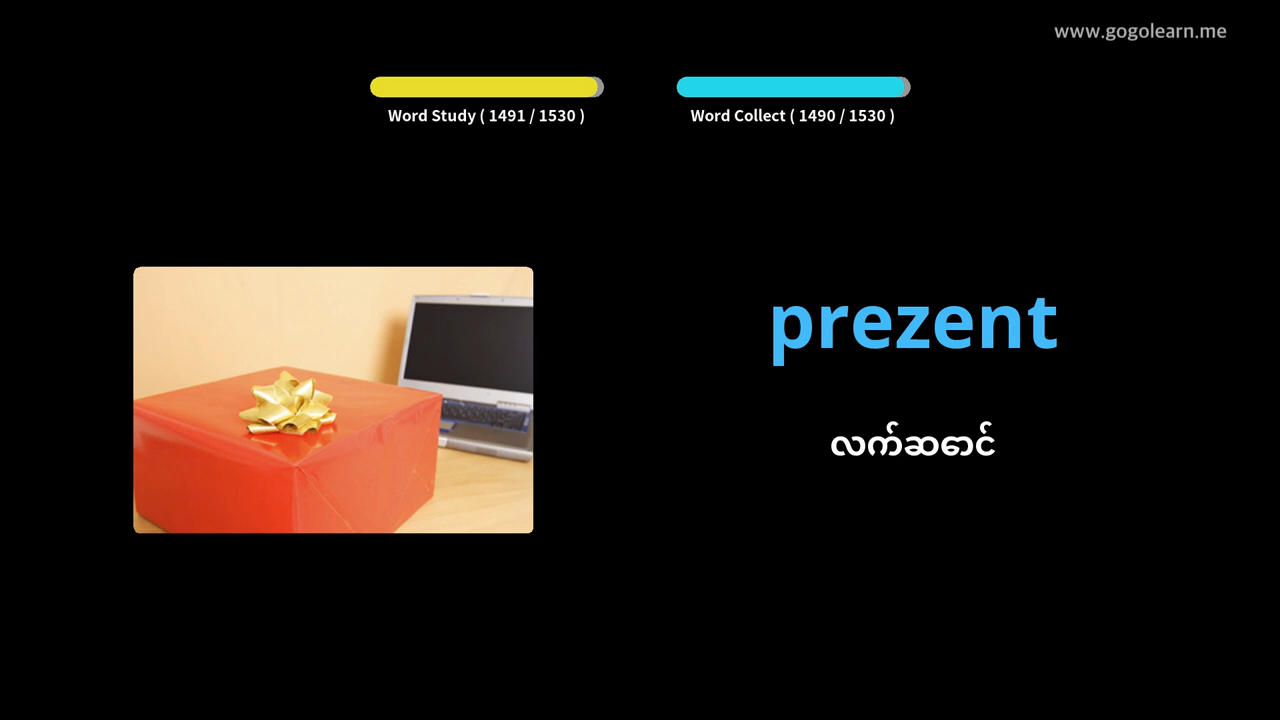 www.gogolearn.me
Word Study ( 1491 / 1530 )
Word Collect ( 1490 / 1530 )
prezent
လက်ဆောင်